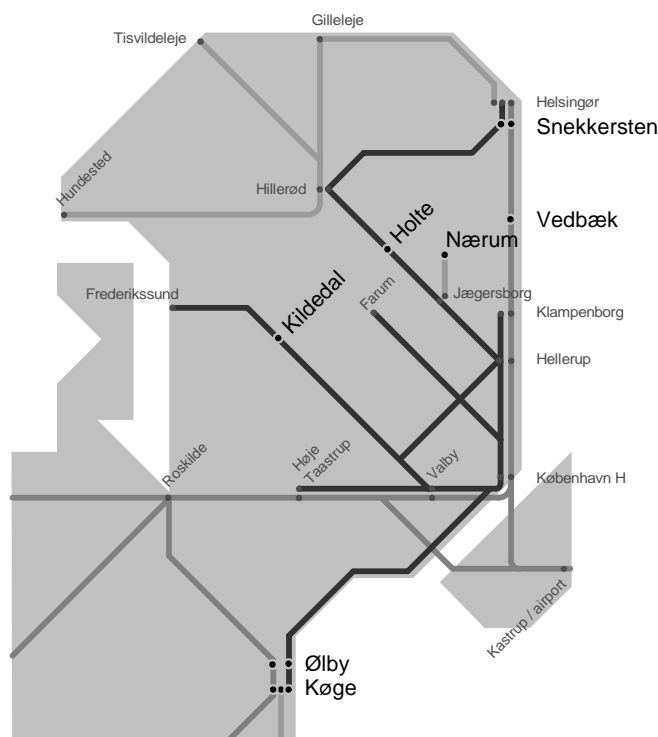 Gilleleje
Tisvildeleje
Helsingør
Snekkersten
Hundested
Hillerød
Vedbæk
Holte
Nærum
Frederikssund
Kildedal
Farum
Jægersborg
Klampenborg
Hellerup
Roskilde
Høje
Taastrup
Valby
København H
Kastrup / airport
Ølby
Køge